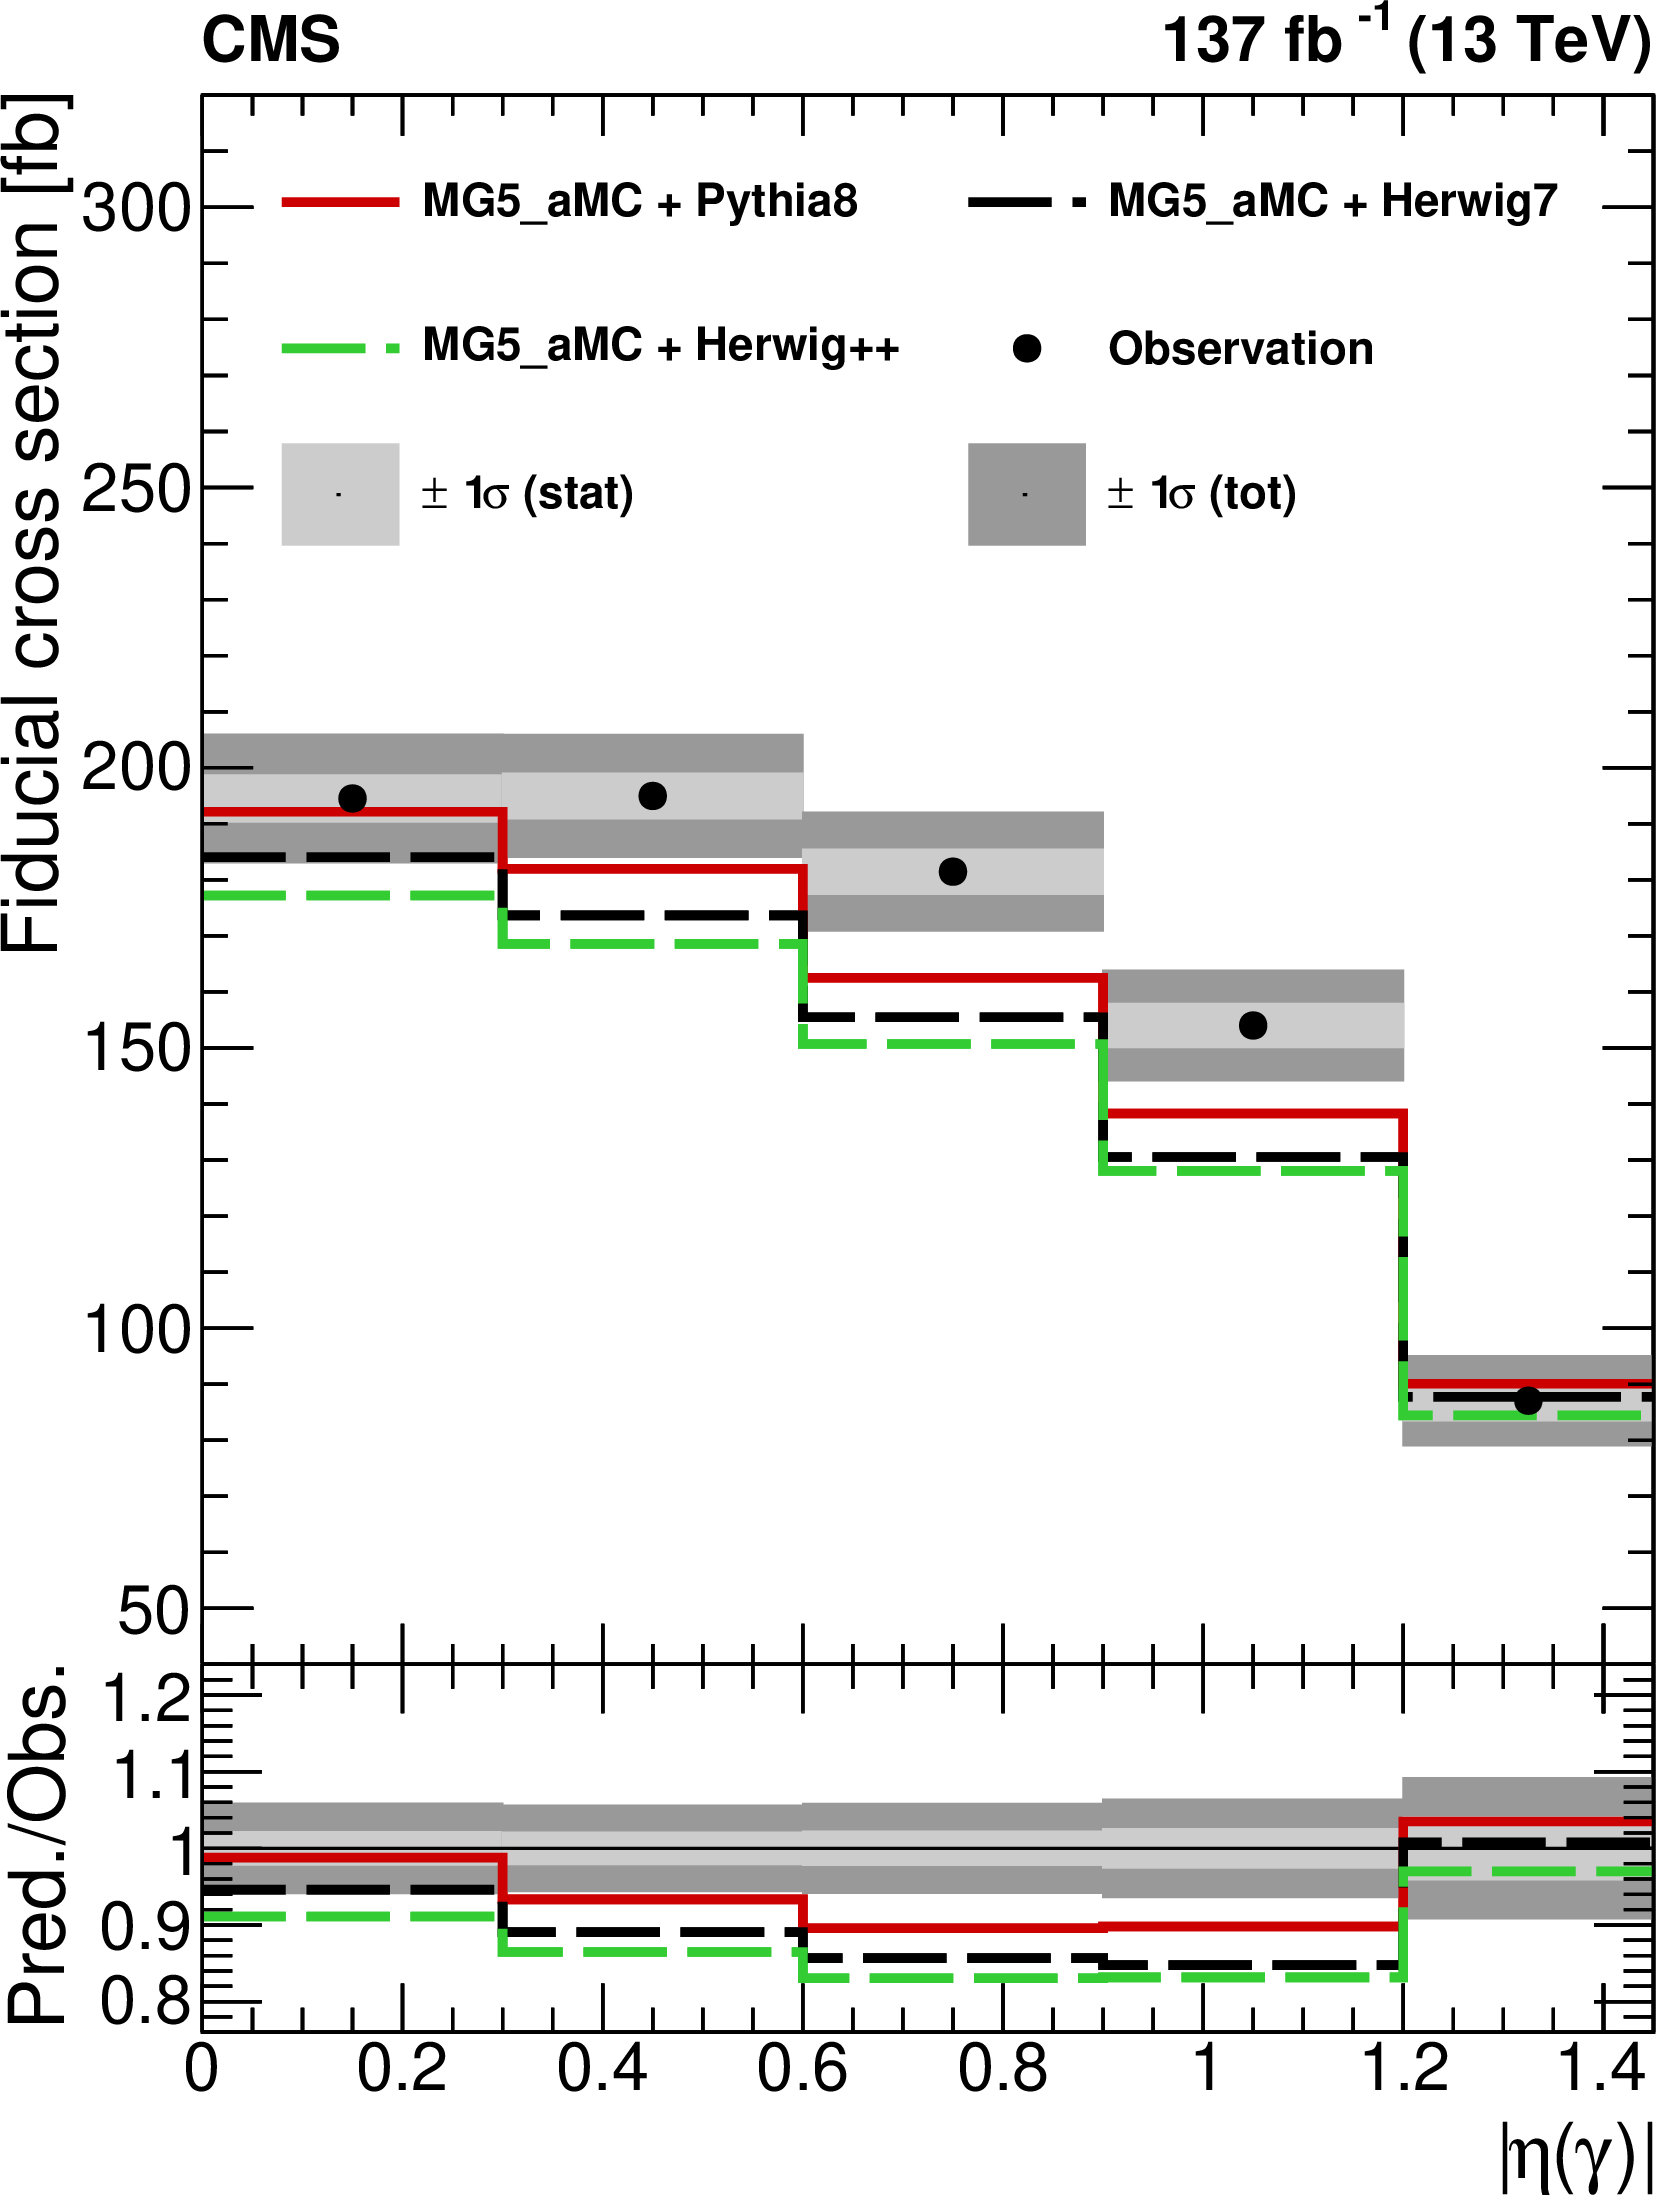 CMS 137 fb -1 (13 TeV)
Fiducial cross section [fb]
300
250
200
150
100
50
MG5_aMC + Pythia8
MG5_aMC + Herwig7
MG5_aMC + Herwig++
Observation
± 1σ (stat)
± 1σ (tot)
Pred./Obs.
1.2
1.1
1
0.9
0.8
0 0.2 0.4 0.6 0.8 1 1.2 1.4
|η(γ)|